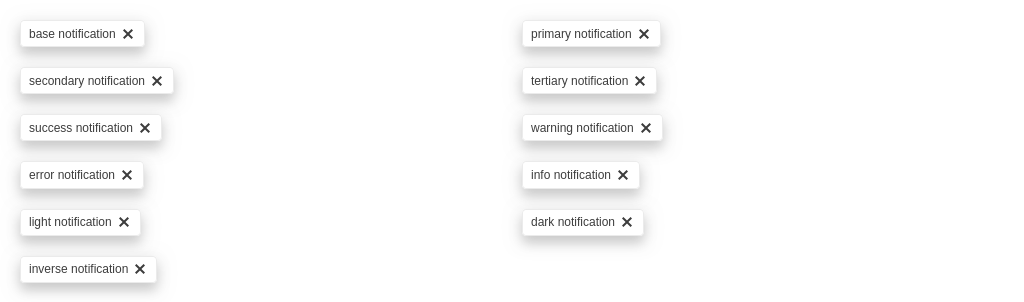 base notification ✕
primary notification ✕
secondary notification ✕
tertiary notification ✕
success notification ✕
warning notification ✕
error notification ✕
info notification ✕
light notification ✕
dark notification ✕
inverse notification ✕